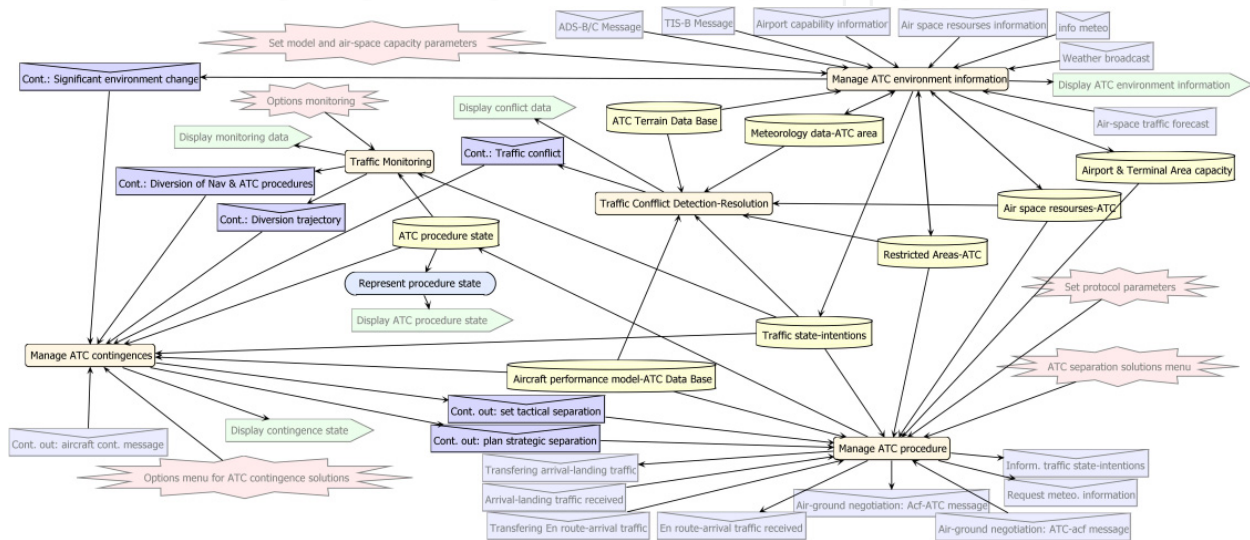 ADS-B/C Message
TIS-B Message
Airport capability information
Air space resourses information
info meteo
Set model and air-space capacity parameters
Weather broadcast
Cont.: Significant environment change
Manage ATC environment information
Display ATC environment information
Options monitoring
Display conflict data
ATC Terrain Data Base
Meteorology data-ATC area
Air-space traffic forecast
Display monitoring data
Traffic Monitoring
Cont.: Traffic conflict
Airport & Terminal Area capacity
Cont.: Diversion of Nav & ATC procedures
Traffic Confflict Detection-Resolution
Air space resourses-ATC
Cont.: Diversion trajectory
ATC procedure state
Restricted Areas-ATC
Represent procedure state
Set protocol parameters
Display ATC procedure state
Traffic state-intentions
Manage ATC contingences
ATC separation solutions menu
Aircraft performance model-ATC Data Base
Cont. out: set tactical separation
Display contingence state
Cont. out: plan strategic separation
Cont. out: aircraft cont. message
Manage ATC procedure
Options menu for ATC contingence solutions
Transfering arrival-landing traffic
Inform. traffic state-intentions
Arrival-landing traffic received
Air-ground negotiation: Acf-ATC message
Request meteo. information
Transfering En route-arrival traffic
En route-arrival traffic received
Air-ground negotiation: ATC-acf message